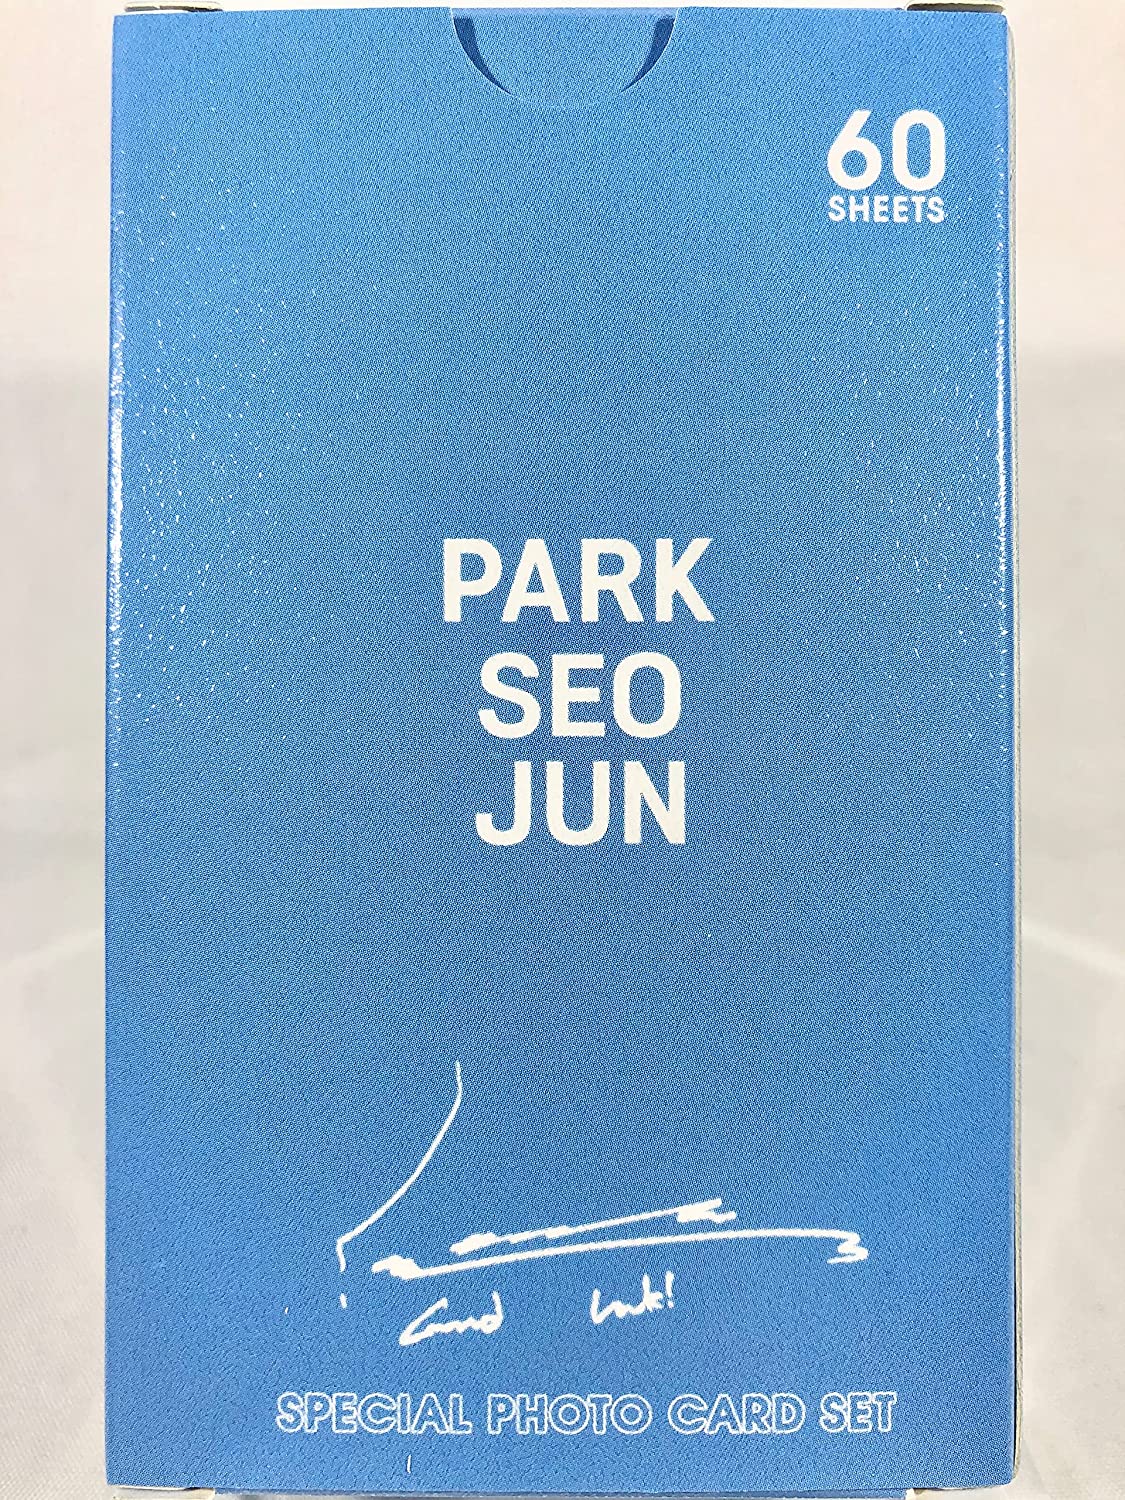 60
SHEETS
PARK
SEO
JUN
Good Luck!
SPECIAL PHOTO CARD SET